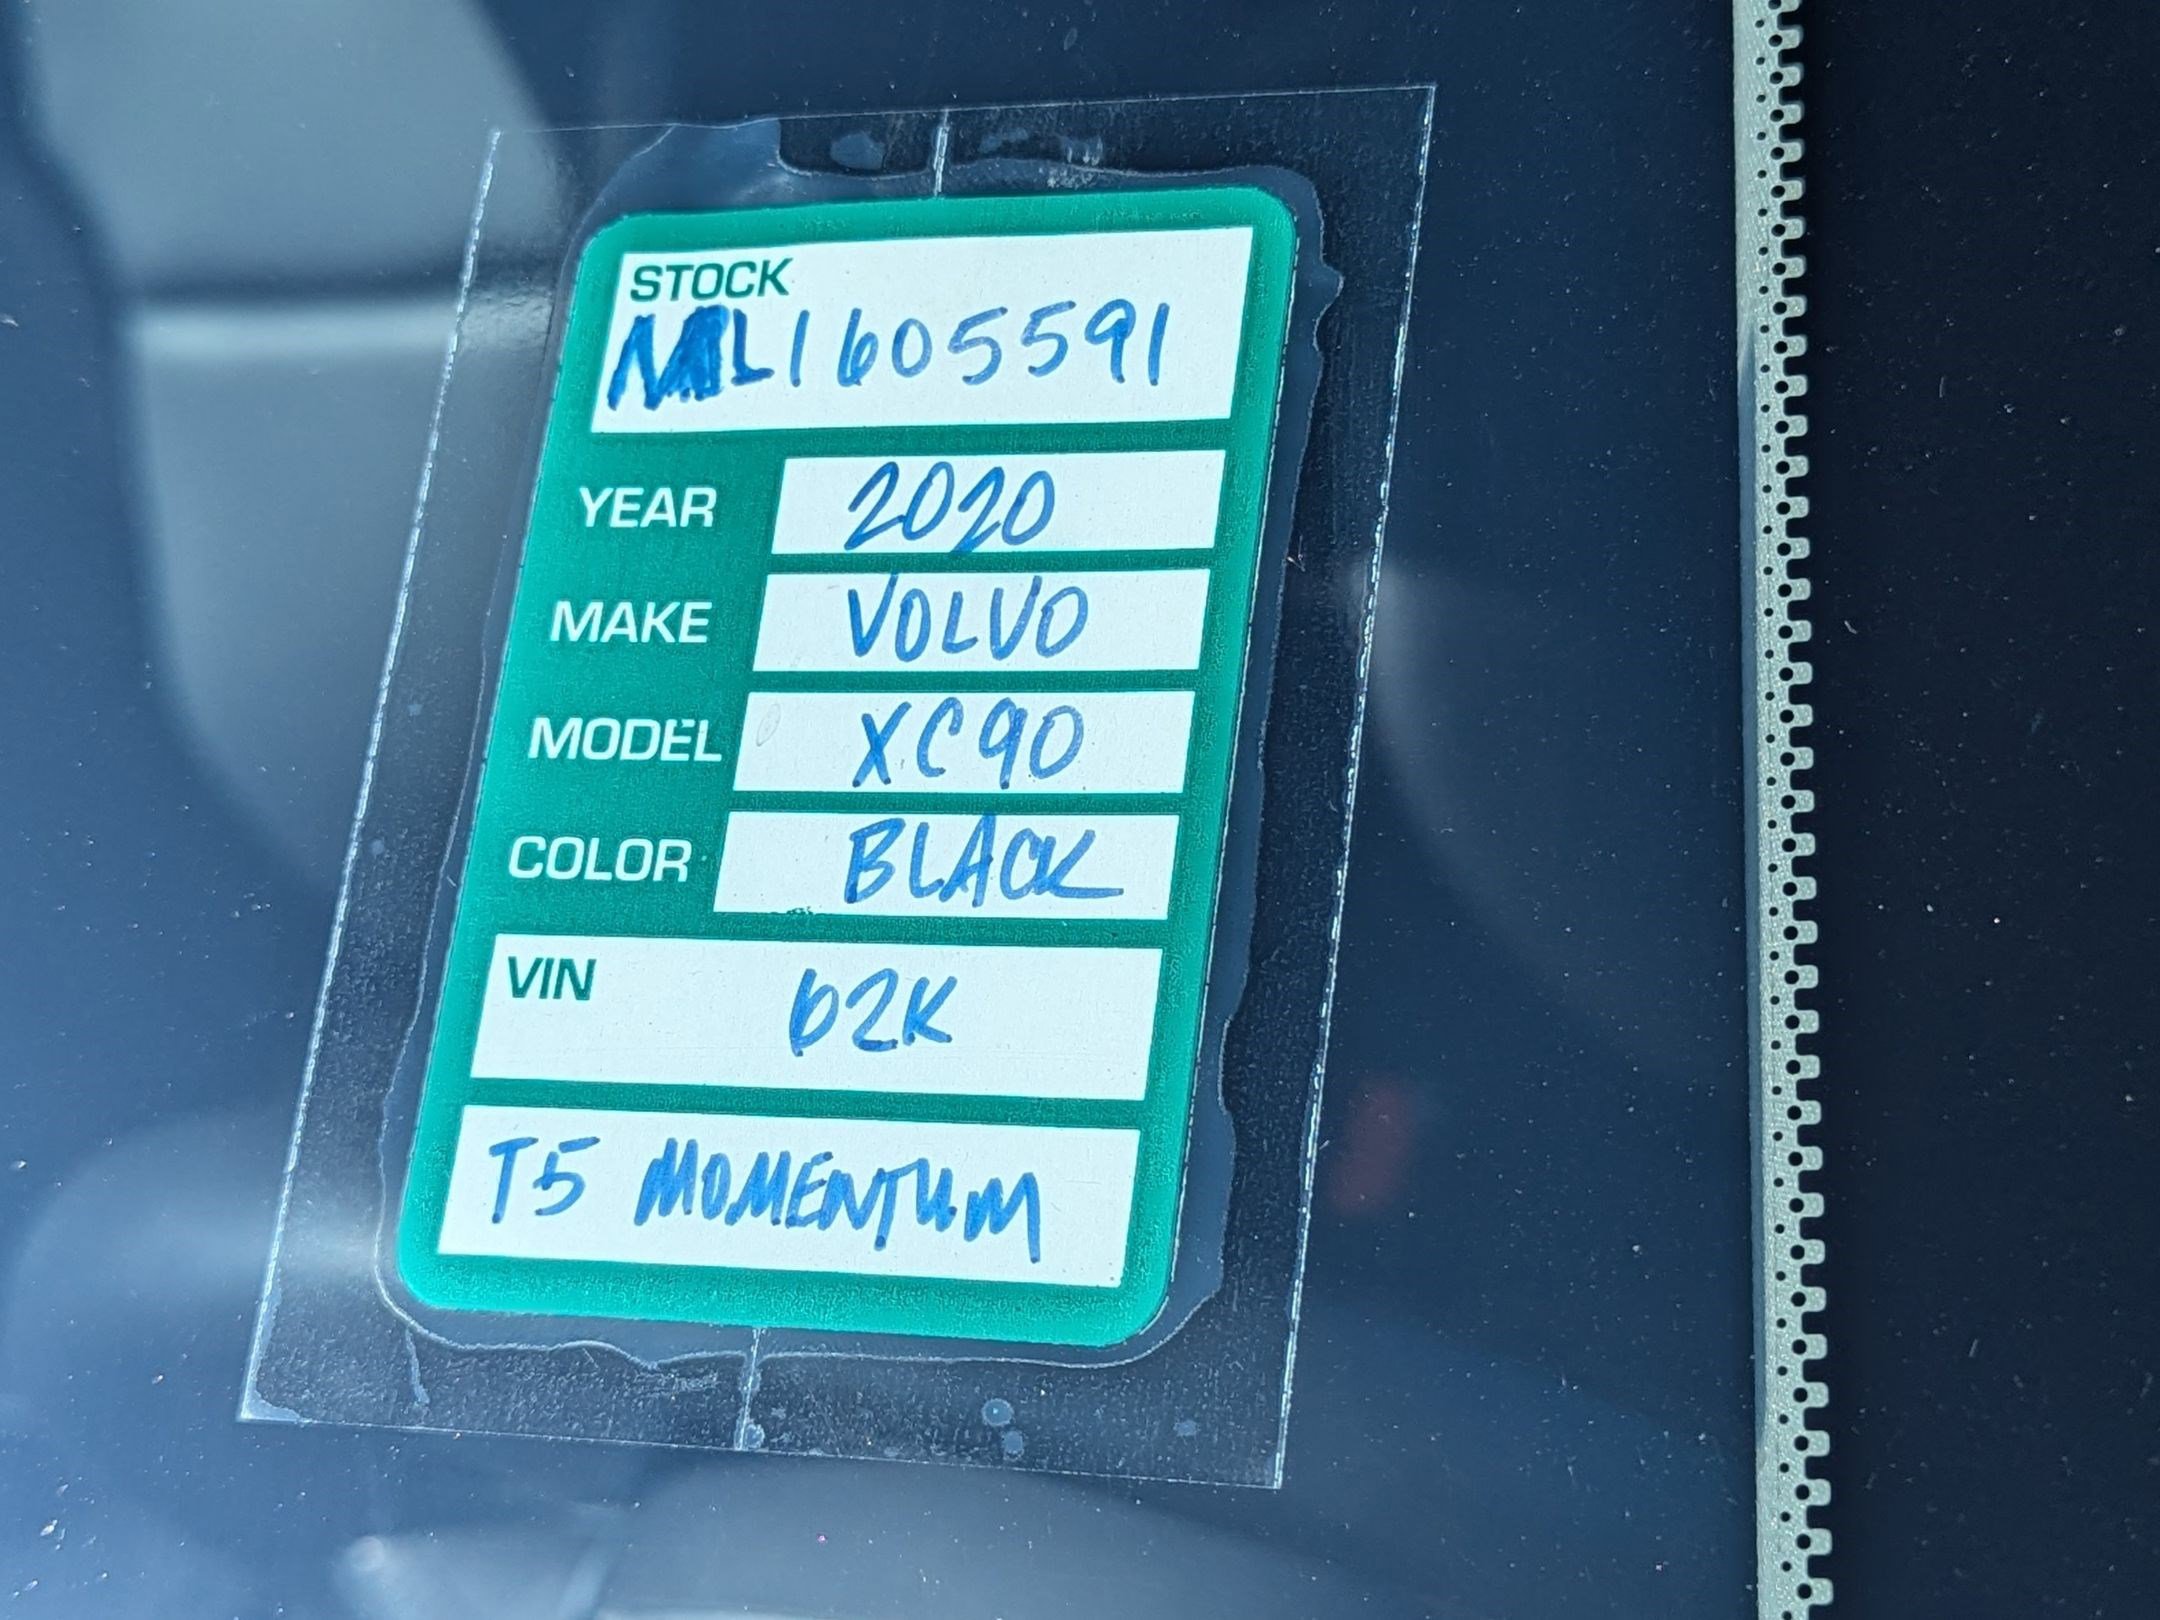 STOCK
ML1605591
YEAR 2020
MAKE VOLVO
MODEL XC90
COLOR BLACK
VIN 62K
T5 MOMENTUM